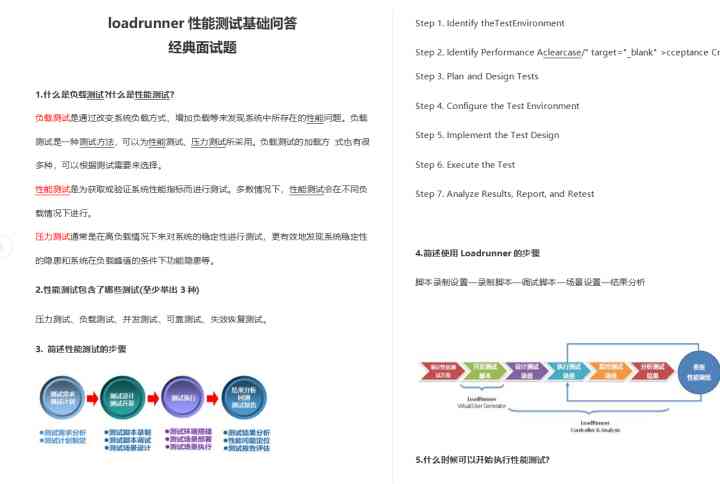 loadrunner 性能测试基础问答
经典面试题
1.什么是负载测试?什么是性能测试?
负载测试是通过改变系统负载方式、增加负载等来发现系统中所存在的性能问题。负载
测试是一种测试方法，可以为性能测试、压力测试所采用。负载测试的加载方 式也有很
多种，可以根据测试需要来选择。
性能测试是为获取或验证系统性能指标而进行测试。多数情况下，性能测试会在不同负
载情况下进行。
压力测试通常是在高负载情况下来对系统的稳定性进行测试，更有效地发现系统稳定性
的隐患和系统在负载峰值的条件下功能隐患等。
2.性能测试包含了哪些测试(至少举出 3 种)
压力测试、负载测试、并发测试、可靠测试、失效恢复测试。
3. 简述性能测试的步骤
测试需求
测试计划
测试设计
测试开发
测试执行
结果分析
回测
测试报告
●测试需求分析
●测试计划制定
●测试脚本录制
●测试脚本调试
●测试场景设计
●测试环境搭建
●测试场景部署
●测试场景执行
●测试结果分析
●性能问题定位
●测试报告评估
Step 1. Identify theTestEnvironment
Step 2. Identify Performance Aclearcase/" target="_blank" >cceptance Cr
Step 3. Plan and Design Tests
Step 4. Configure the Test Environment
Step 5. Implement the Test Design
Step 6. Execute the Test
Step 7. Analyze Results, Report, and Retest
4.简述使用 Loadrunner 的步骤
脚本录制设置—录制脚本—调试脚本—场景设置—结果分析
开发测试
脚本
设计测试
场景
执行测试
场景
监控测试
场景
分析测试
结果
系统
性能调优
LoadRunner
Virtual User Generator
LoadRunner
Controller & Analysis
5.什么时候可以开始执行性能测试?